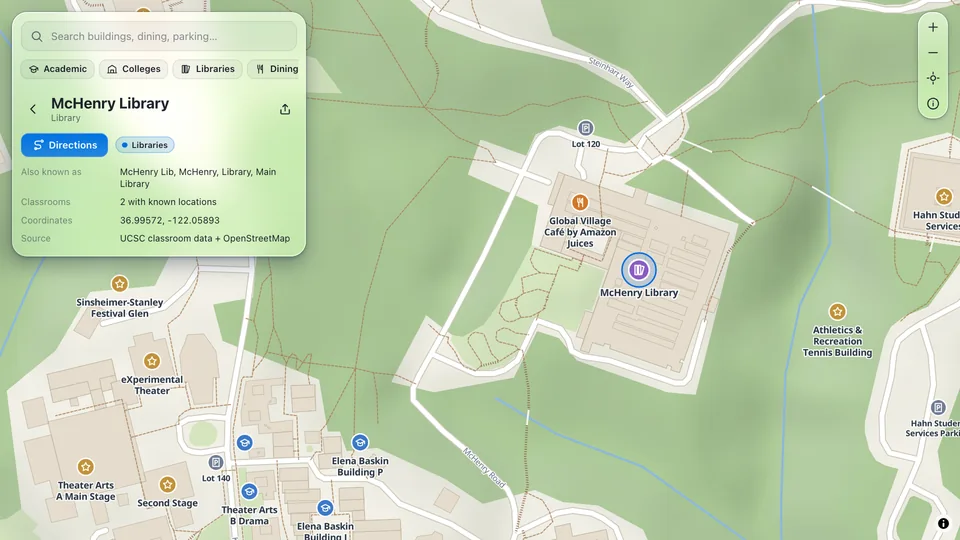 Search buildings, dining, parking...
Academic
Colleges
Libraries
Dining
McHenry Library
Library
Directions
Libraries
Also known as
McHenry Lib, McHenry, Library, Main
Library
Classrooms
2 with known locations
Coordinates
36.99572, -122.05893
Source
UCSC classroom data + OpenStreetMap
Steinhart Way
Lot 120
Global Village
Café by Amazon
Juices
McHenry Library
Hahn Stud
Services
Sinsheimer-Stanley
Festival Glen
Athletics &
Recreation
Tennis Building
eXperimental
Theater
Hahn Studen
Services Parki
Elena Baskin
Building P
McHenry Road
Lot 140
Theater Arts
A Main Stage
Second Stage
Theater Arts
B Drama
Elena Baskin